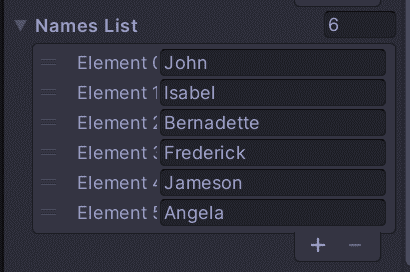 Names List 6
Element 0 John
Element 1 Isabel
Element 2 Bernadette
Element 3 Frederick
Element 4 Jameson
Element 5 Angela